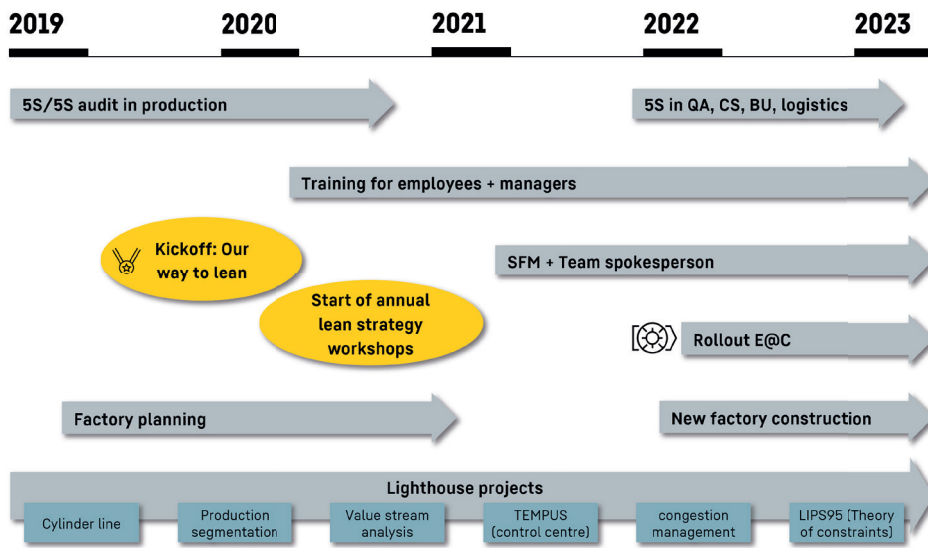 2019 2020 2021 2022 2023
5S/5S audit in production
5S in QA, CS, BU, logistics
Training for employees + managers
Kickoff: Our
way to lean
SFM + Team spokesperson
Start of annual
lean strategy
workshops
Rollout E@C
Factory planning
New factory construction
Lighthouse projects
Cylinder line
Production
segmentation
Value stream
analysis
TEMPUS
(control centre)
congestion
management
LIPS95 (Theory
of constraints)